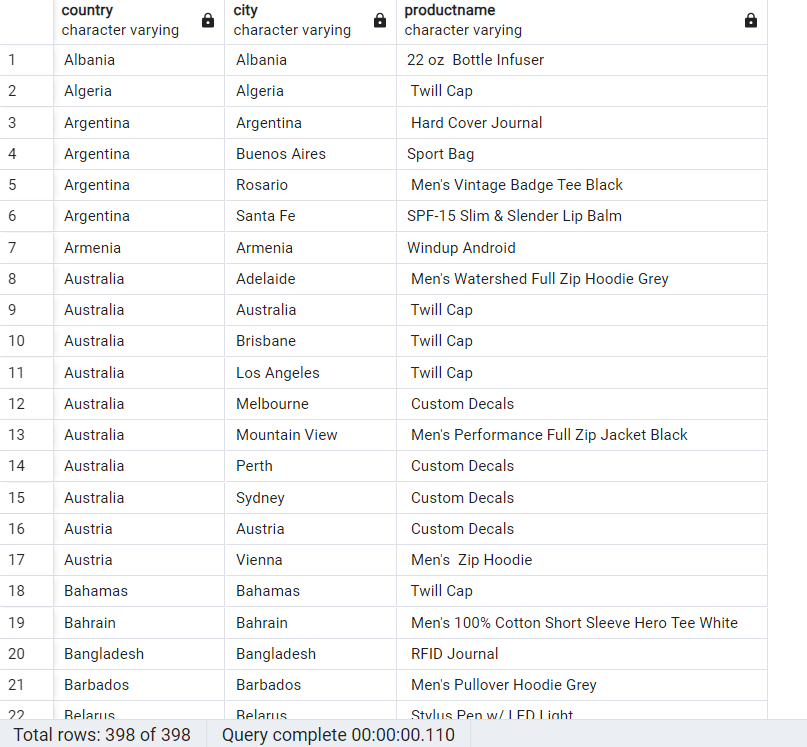 country city productname
character varying character varying character varying
1 Albania Albania 22 oz  Bottle Infuser
2 Algeria Algeria Twill Cap
3 Argentina Argentina Hard Cover Journal
4 Argentina Buenos Aires Sport Bag
5 Argentina Rosario Men's Vintage Badge Tee Black
6 Argentina Santa Fe SPF-15 Slim & Slender Lip Balm
7 Armenia Armenia Windup Android
8 Australia Adelaide Men's Watershed Full Zip Hoodie Grey
9 Australia Australia Twill Cap
10 Australia Brisbane Twill Cap
11 Australia Los Angeles Twill Cap
12 Australia Melbourne Custom Decals
13 Australia Mountain View Men's Performance Full Zip Jacket Black
14 Australia Perth Custom Decals
15 Australia Sydney Custom Decals
16 Austria Austria Custom Decals
17 Austria Vienna Men's  Zip Hoodie
18 Bahamas Bahamas Twill Cap
19 Bahrain Bahrain Men's 100% Cotton Short Sleeve Hero Tee White
20 Bangladesh Bangladesh RFID Journal
21 Barbados Barbados Men's Pullover Hoodie Grey
22 Belarus Belarus Stylus Pen w/ LED Light
Total rows: 398 of 398 Query complete 00:00:00.110